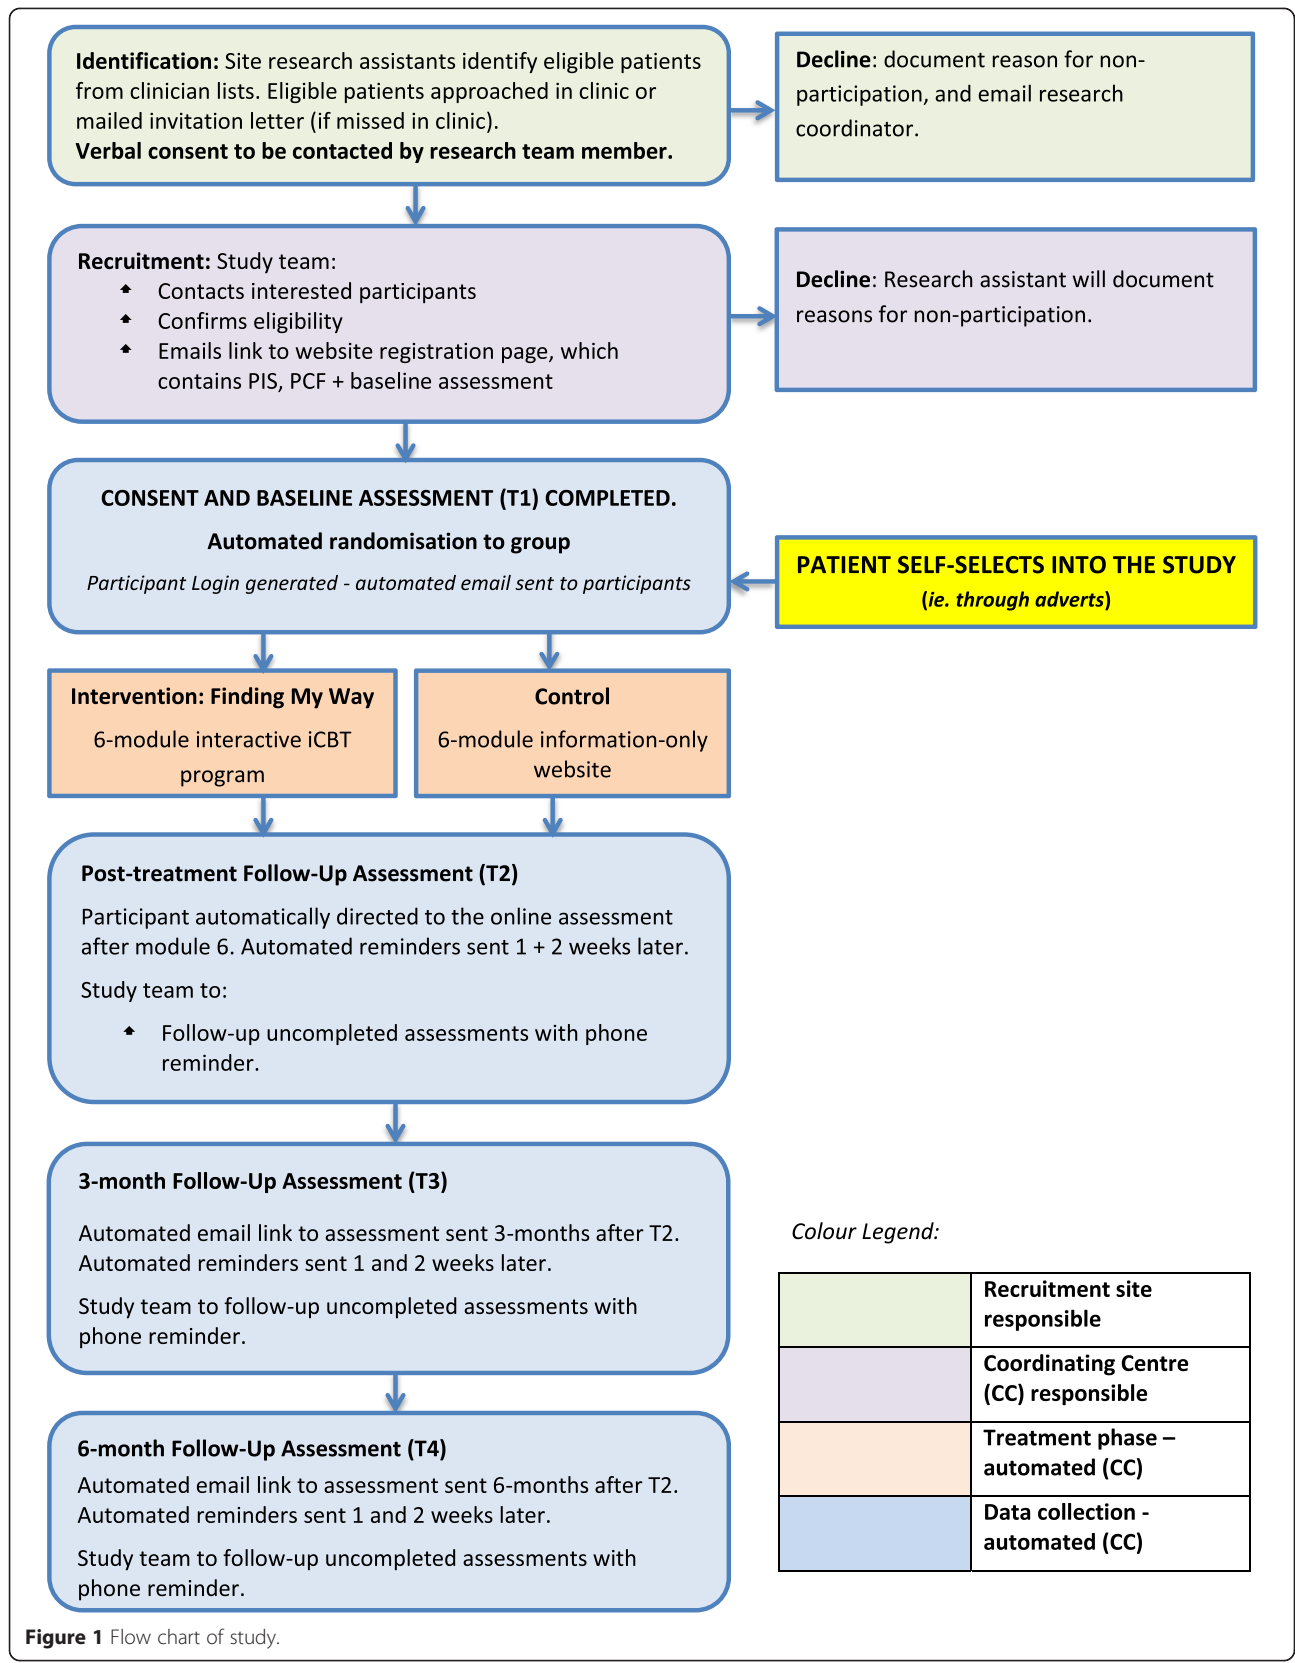 Identification: Site research assistants identify eligible patients
from clinician lists. Eligible patients approached in clinic or
mailed invitation letter (if missed in clinic).
Verbal consent to be contacted by research team member.
Decline: document reason for non-
participation, and email research
coordinator.
Recruitment: Study team:
Contacts interested participants
Confirms eligibility
Emails link to website registration page, which
contains PIS, PCF + baseline assessment
Decline: Research assistant will document
reasons for non-participation.
CONSENT AND BASELINE ASSESSMENT (T1) COMPLETED.
Automated randomisation to group
Participant Login generated - automated email sent to participants
PATIENT SELF-SELECTS INTO THE STUDY
(ie. through adverts)
Intervention: Finding My Way
6-module interactive iCBT
program
Control
6-module information-only
website
Post-treatment Follow-Up Assessment (T2)
Participant automatically directed to the online assessment
after module 6. Automated reminders sent 1 + 2 weeks later.
Study team to:
Follow-up uncompleted assessments with phone
reminder.
3-month Follow-Up Assessment (T3)
Automated email link to assessment sent 3-months after T2.
Automated reminders sent 1 and 2 weeks later.
Study team to follow-up uncompleted assessments with
phone reminder.
6-month Follow-Up Assessment (T4)
Automated email link to assessment sent 6-months after T2.
Automated reminders sent 1 and 2 weeks later.
Study team to follow-up uncompleted assessments with
phone reminder.
Colour Legend:
Recruitment site
responsible
Coordinating Centre
(CC) responsible
Treatment phase –
automated (CC)
Data collection -
automated (CC)
Figure 1 Flow chart of study.